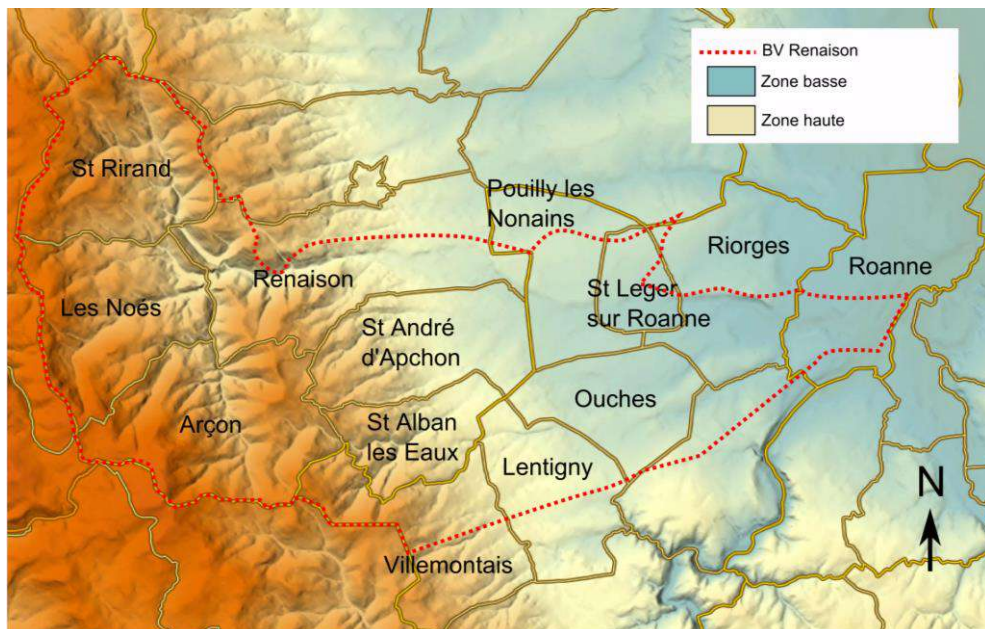 BV Renaison
Zone basse
Zone haute
St Rirand
Pouilly les
Nonains
Riorges
Roanne
Renaison
Les Noés
St Leger
sur Roanne
St André
d'Apchon
Ouches
Arçon
St Alban
les Eaux
Lentigny
N
Villemontais